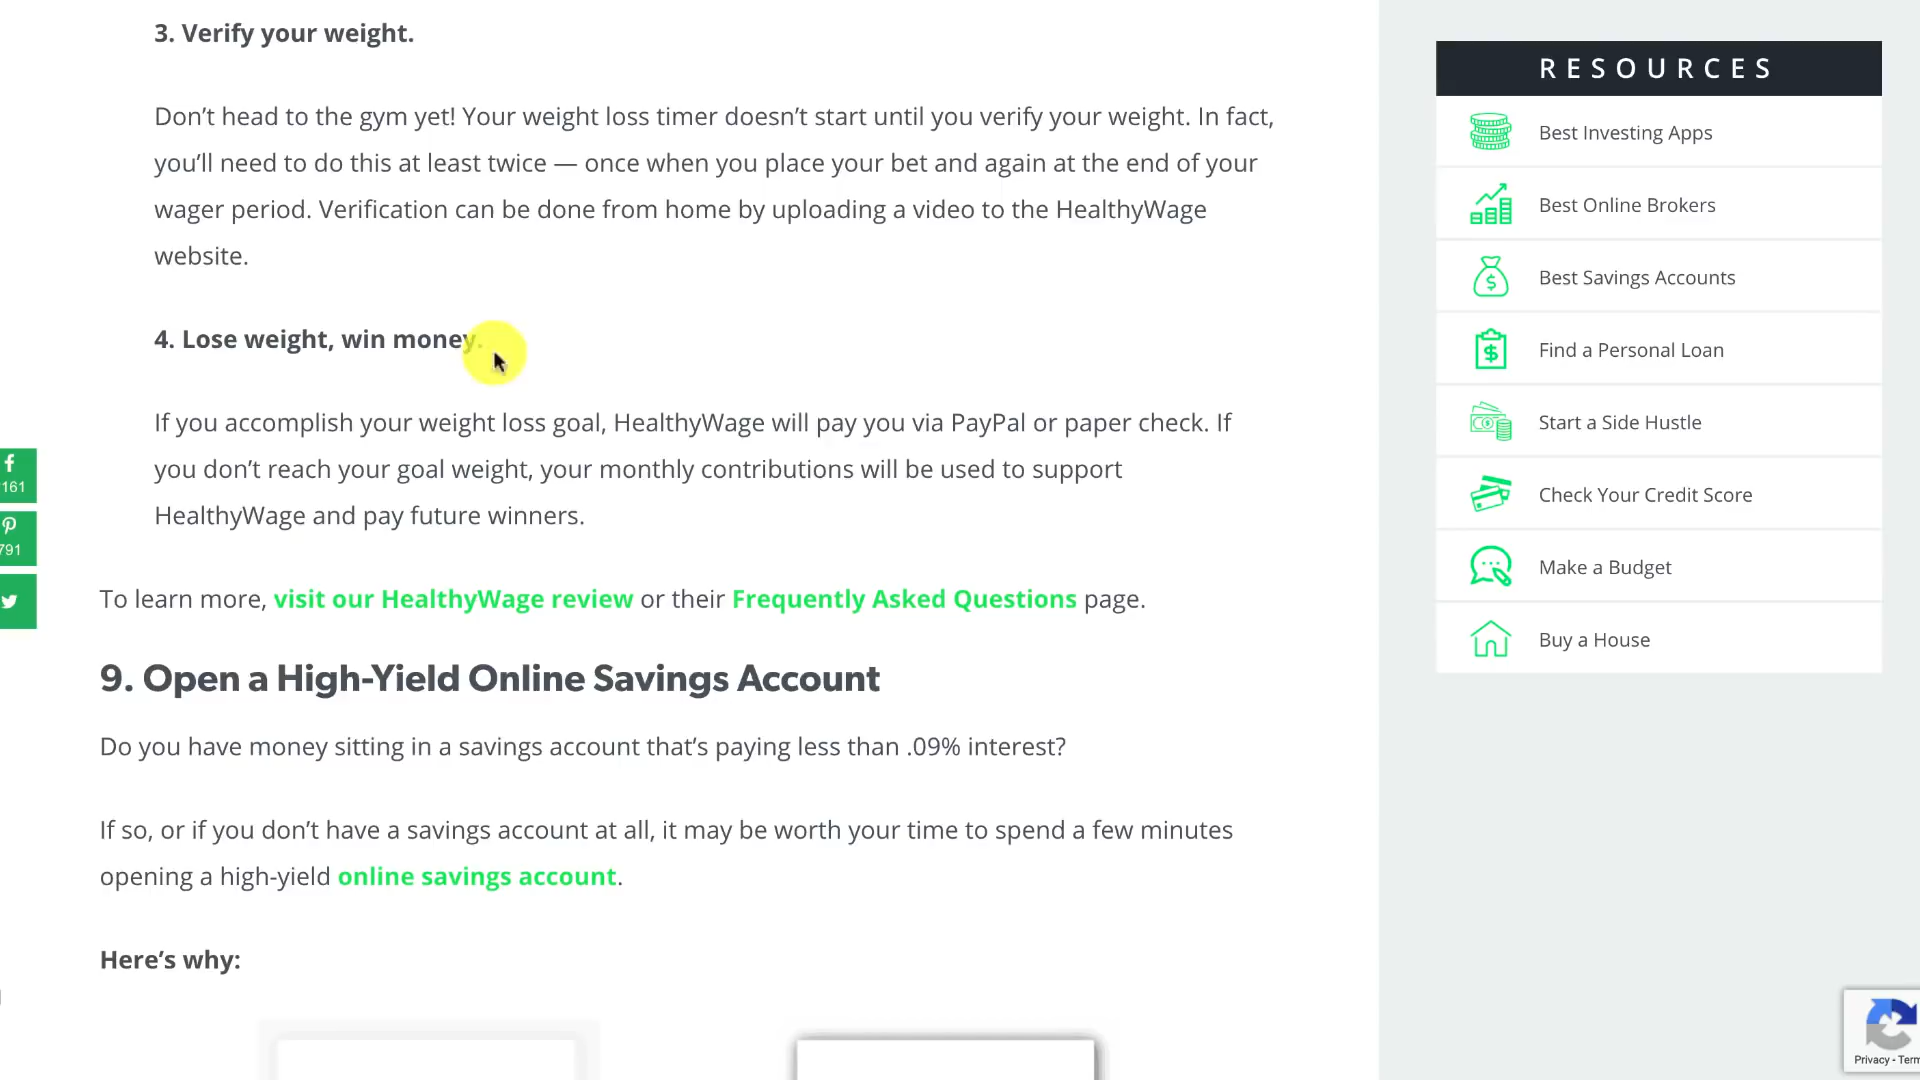 3. Verify your weight.
Don’t head to the gym yet! Your weight loss timer doesn’t start until you verify your weight. In fact,
you’ll need to do this at least twice — once when you place your bet and again at the end of your
wager period. Verification can be done from home by uploading a video to the HealthyWage
website.
4. Lose weight, win money.
If you accomplish your weight loss goal, HealthyWage will pay you via PayPal or paper check. If
you don’t reach your goal weight, your monthly contributions will be used to support
HealthyWage and pay future winners.
To learn more, visit our HealthyWage review or their Frequently Asked Questions page.
9. Open a High-Yield Online Savings Account
Do you have money sitting in a savings account that’s paying less than .09% interest?
If so, or if you don’t have a savings account at all, it may be worth your time to spend a few minutes
opening a high-yield online savings account.
Here’s why:
161
791
RESOURCES
Best Investing Apps
Best Online Brokers
Best Savings Accounts
Find a Personal Loan
Start a Side Hustle
Check Your Credit Score
Make a Budget
Buy a House
Privacy - Term